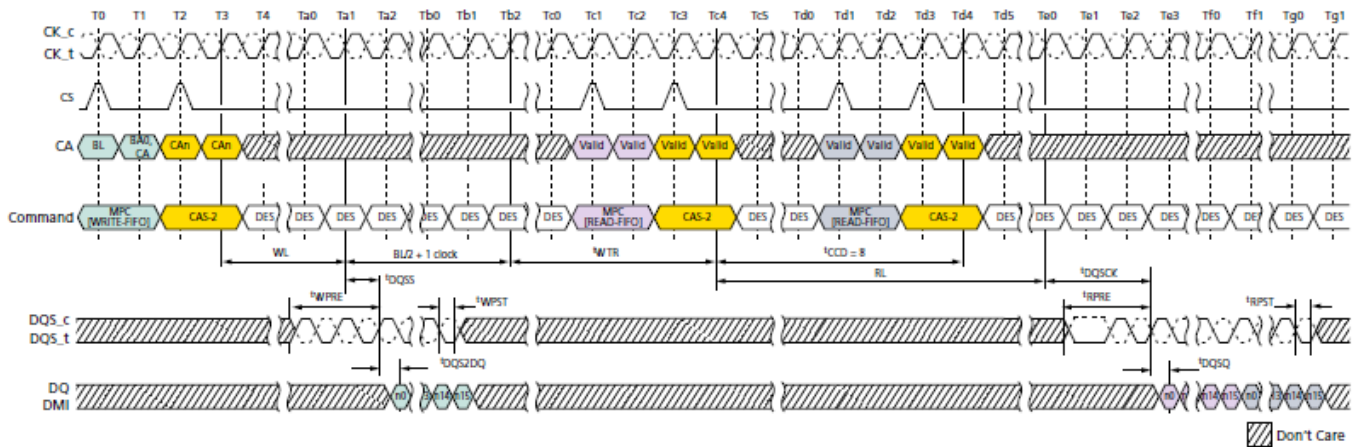 T0 T1 T2 T3 T4 Ta0 Ta1 Ta2 Tb0 Tb1 Tb2 Tc0 Tc1 Tc2 Tc3 Tc4 Tc5 Td0 Td1 Td2 Td3 Td4 Td5 Te0 Te1 Te2 Te3 Tf0 Tf1 Tg0 Tg1
CK_c
CK_t
CS
CA BL BA0, CA CAn CAn Valid Valid Valid Valid Valid Valid Valid Valid
Command MPC [WRITE-FIFO] CAS-2 DES DES DES DES DES DES DES DES MPC [READ-FIFO] CAS-2 DES DES MPC [READ-FIFO] CAS-2 DES DES DES DES DES DES DES DES DES
WL BL/2 + 1 clock tWTR tCCD = 8
RL tDQSCK
tDQSS
tWPRE tWPST tRPRE tRPST
DQS_c
DQS_t
tDQS2DQ tDQSQ
DQ
DMI
n0 13 n14 n15 n0 n14 n15 n0 13 n14 n15
Don't Care